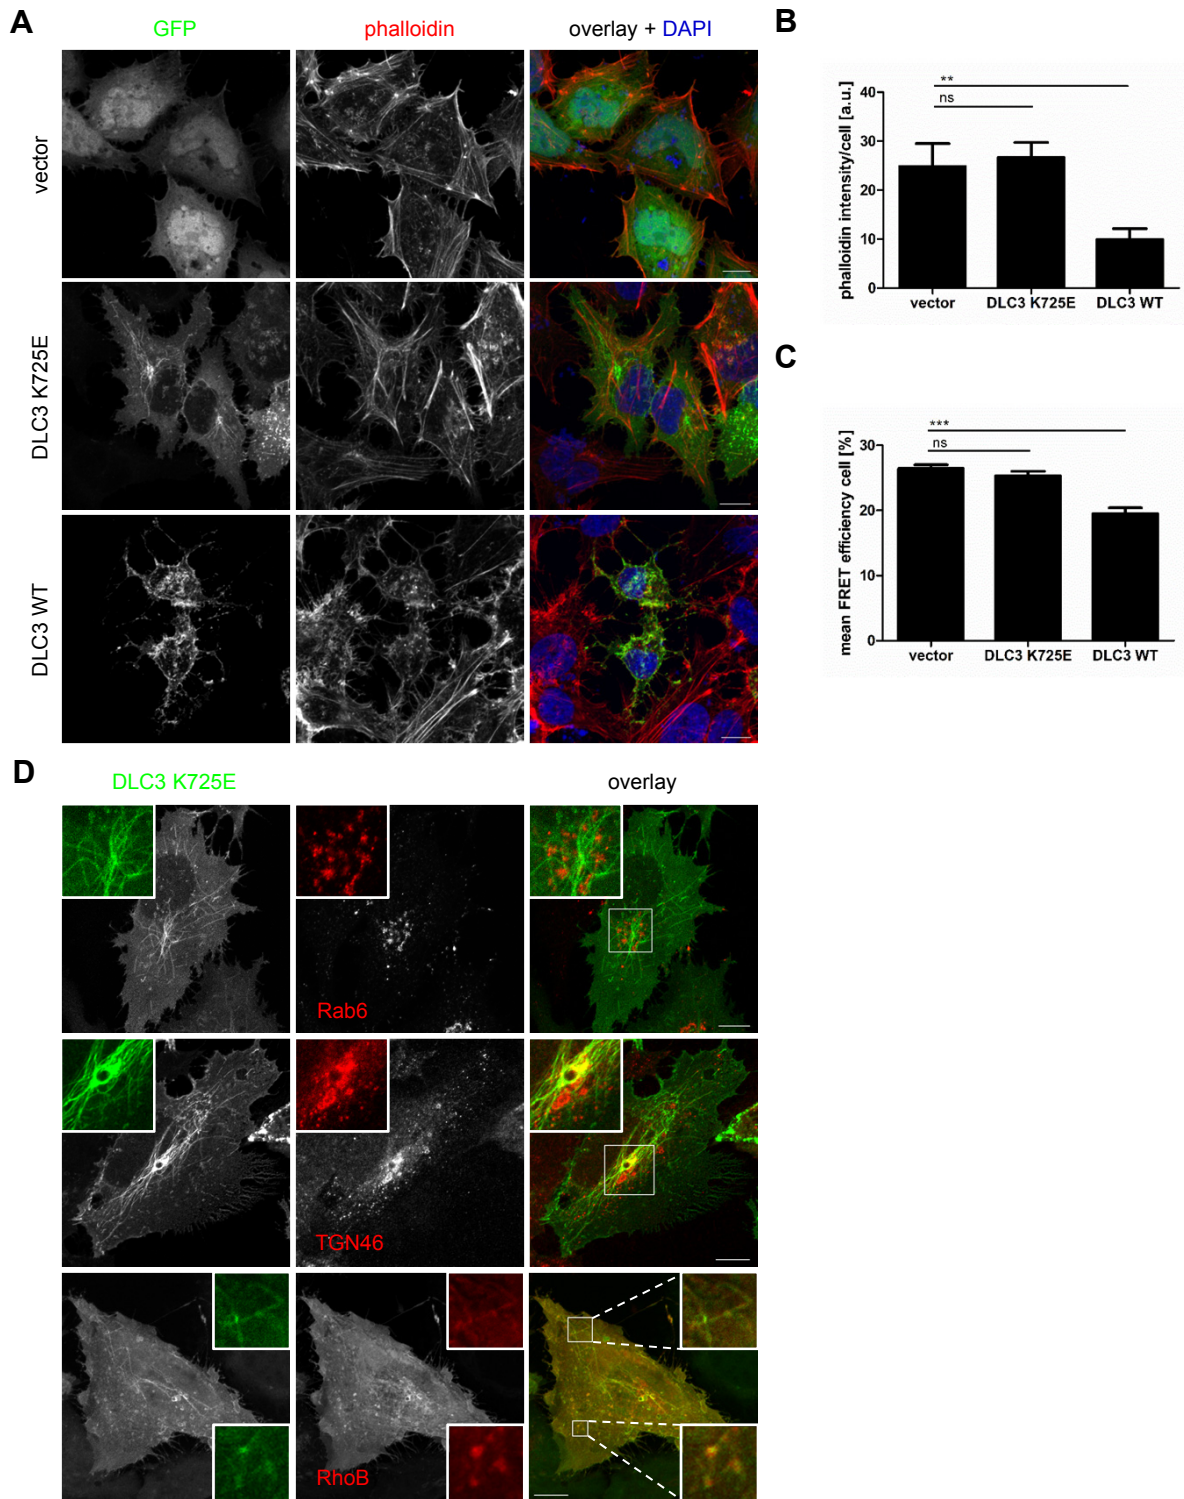 A
GFP
phalloidin
overlay + DAPI
vector
DLC3 K725E
DLC3 WT
B
phalloidin intensity/cell [a.u.]
40
30
20
10
0
**
ns
vector
DLC3 K725E
DLC3 WT
C
mean FRET efficiency cell [%]
30
20
10
0
***
ns
vector
DLC3 K725E
DLC3 WT
D
DLC3 K725E
overlay
Rab6
TGN46
RhoB